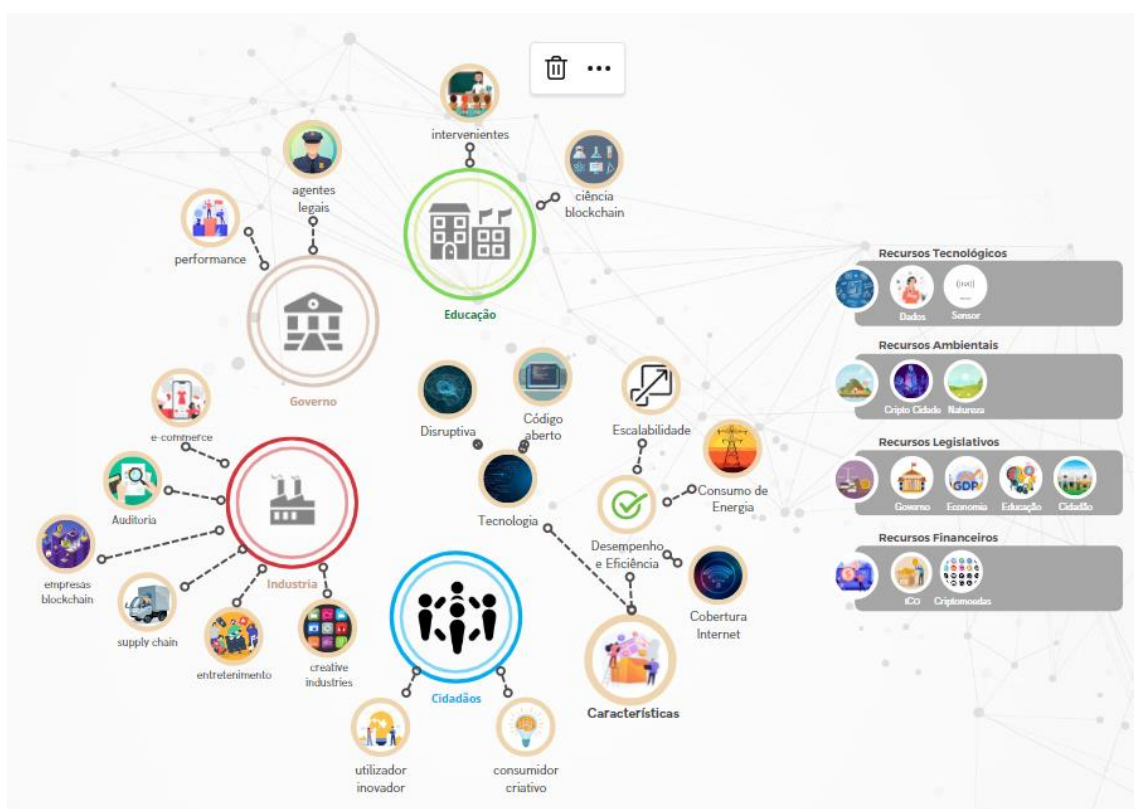 intervenientes
ciência
blockchain
agentes
legais
performance
Educação
Governo
e-commerce
Auditoria
empresas
blockchain
supply chain
entretenimento
creative
industries
Industria
Disruptiva
Código
aberto
Tecnologia
Escalabilidade
Consumo de
Energia
Desempenho
e Eficiência
Cobertura
Internet
Características
Cidadãos
utilizador
inovador
consumidor
criativo
Recursos Tecnológicos
Dados
Sensor
Recursos Ambientais
Cripto Cidade
Natureza
Recursos Legislativos
GDP
Governo
Economia
Educação
Cidadão
Recursos Financeiros
iCO
Criptomoedas